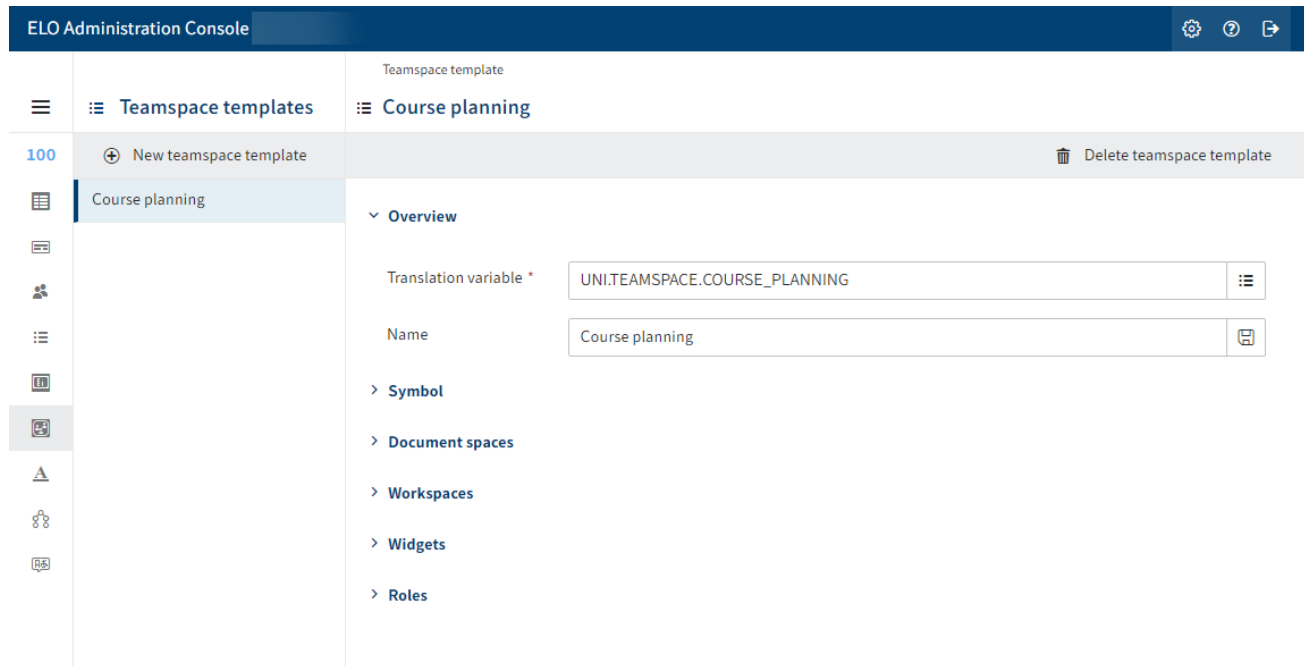 ELO Administration Console
Teamspace template
Teamspace templates
Course planning
100
New teamspace template
Delete teamspace template
Course planning
Overview
Translation variable *
UNI.TEAMSPACE.COURSE_PLANNING
Name
Course planning
Symbol
Document spaces
Workspaces
Widgets
Roles